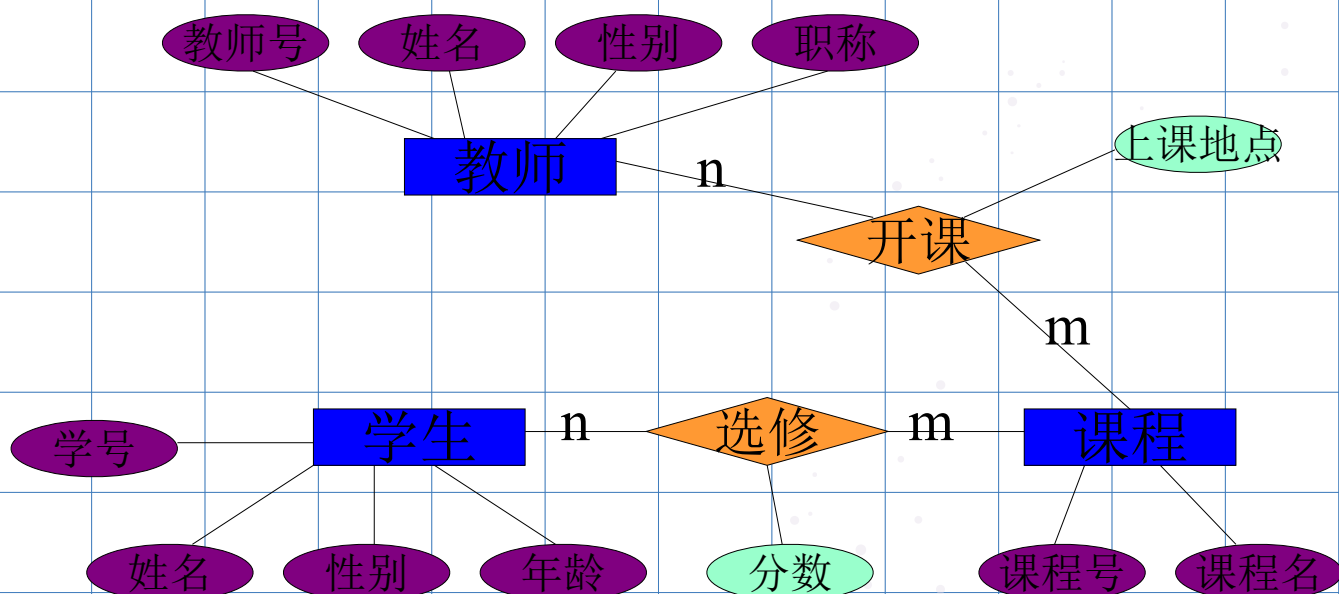 教师号
姓名
性别
职称
上课地点
教师
n
开课
m
学生
n
选修
m
课程
学号
姓名
性别
年龄
分数
课程号
课程名